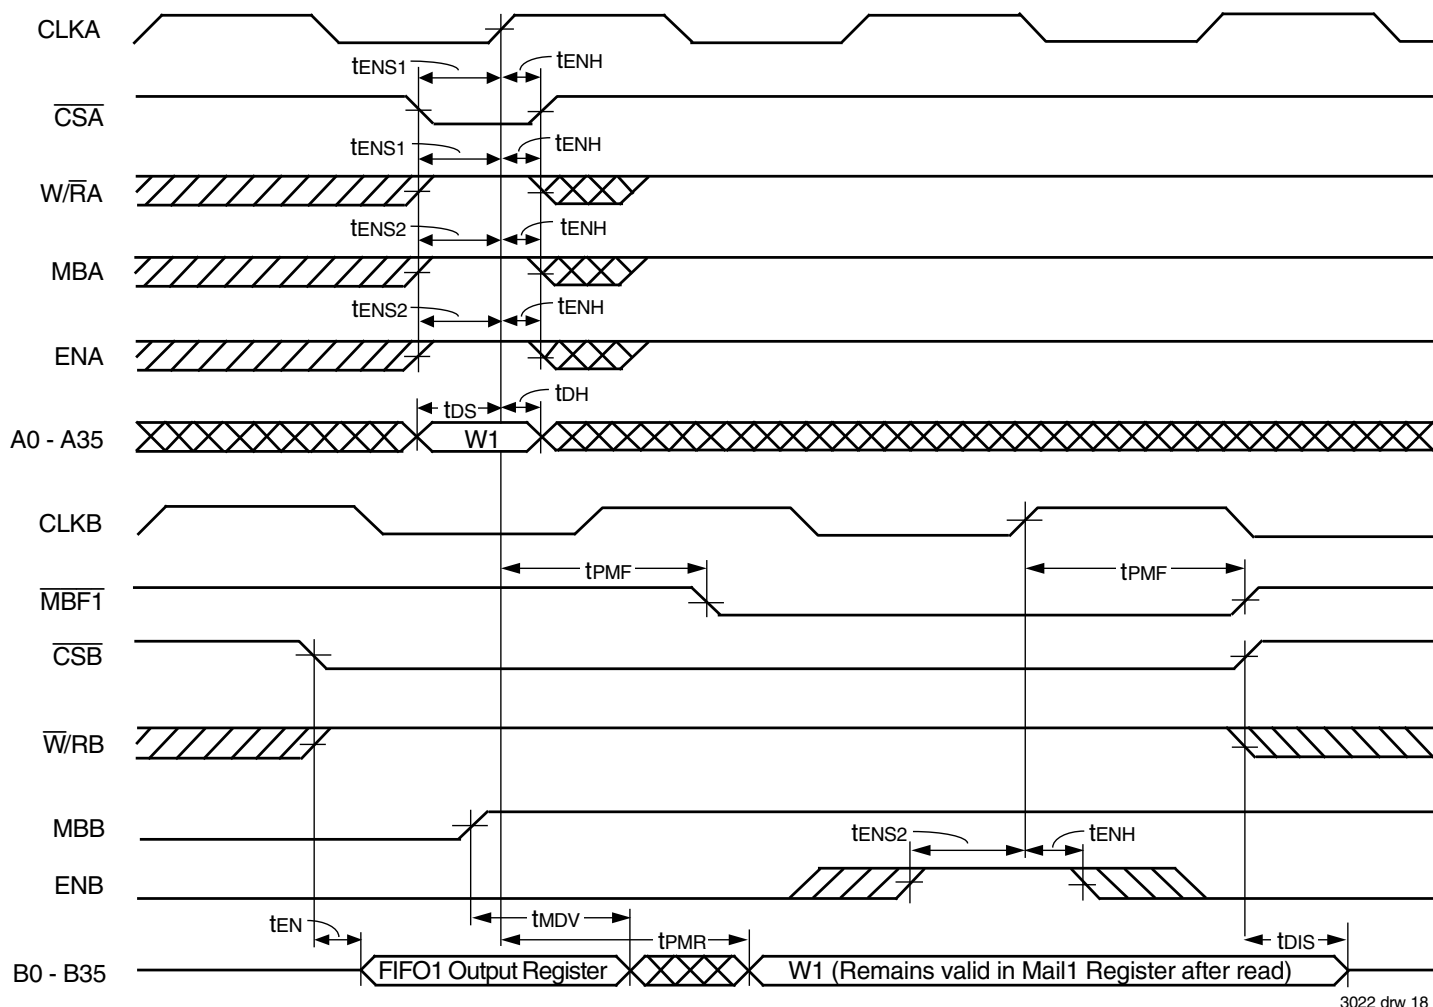 CLKA
tENS1 tENH
CSA
tENS1 tENH
W/RA
tENS2 tENH
MBA
tENS2 tENH
ENA
tDS tDH
A0 - A35 W1
CLKB
tPMF tPMF
MBF1
CSB
W/RB
MBB
tENS2 tENH
ENB
tEN tMDV tPMR tDIS
B0 - B35 FIFO1 Output Register W1 (Remains valid in Mail1 Register after read)
3022 drw 18